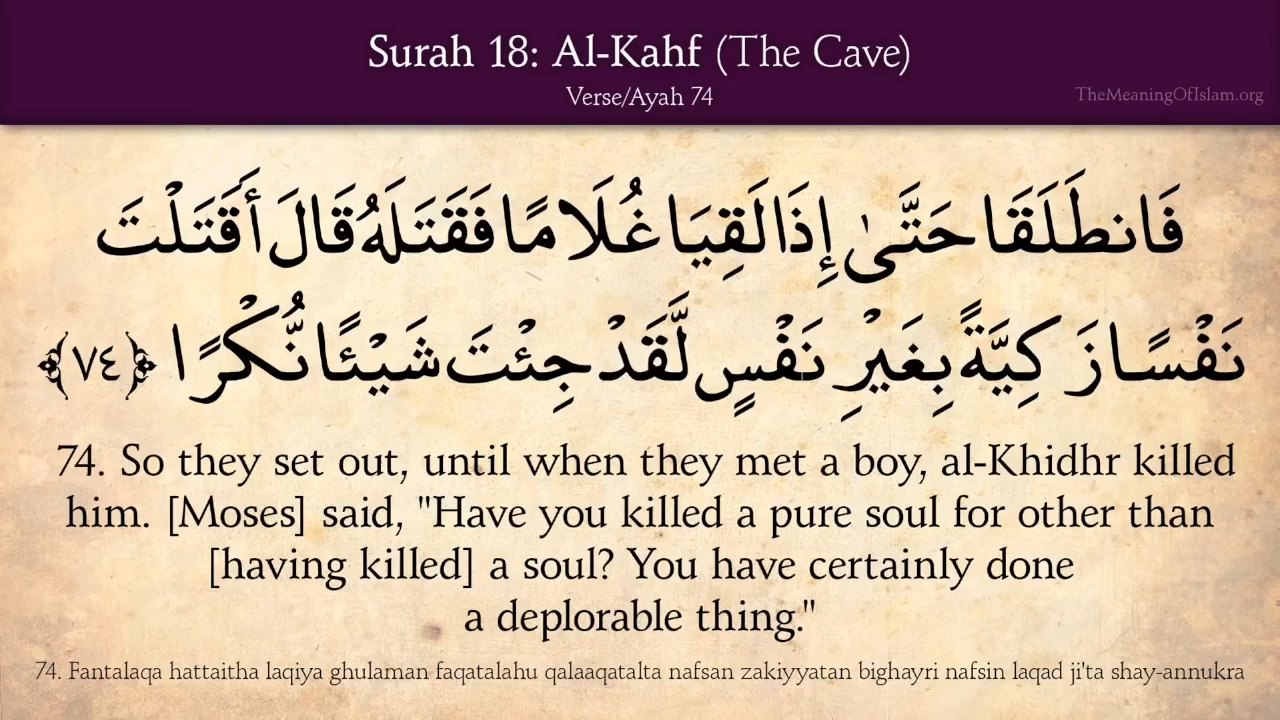 Surah 18: Al-Kahf (The Cave)
Verse/Ayah 74
TheMeaningOfIslam.org
فَانطَلَقَا حَتَّىٰ إِذَا لَقِيَا غُلَامًا فَقَتَلَهُ قَالَ أَقَتَلْتَ
نَفْسًا زَكِيَّةً بِغَيْرِ نَفْسٍ لَّقَدْ جِئْتَ شَيْئًا نُّكْرًا ﴿٧٤﴾
74. So they set out, until when they met a boy, al-Khidhr killed
him. [Moses] said, "Have you killed a pure soul for other than
[having killed] a soul? You have certainly done
a deplorable thing."
74. Fantalaqa hattaitha laqiya ghulaman faqatalahu qalaaqatalta nafsan zakiyyatan bighayri nafsin laqad ji'ta shay-annukra